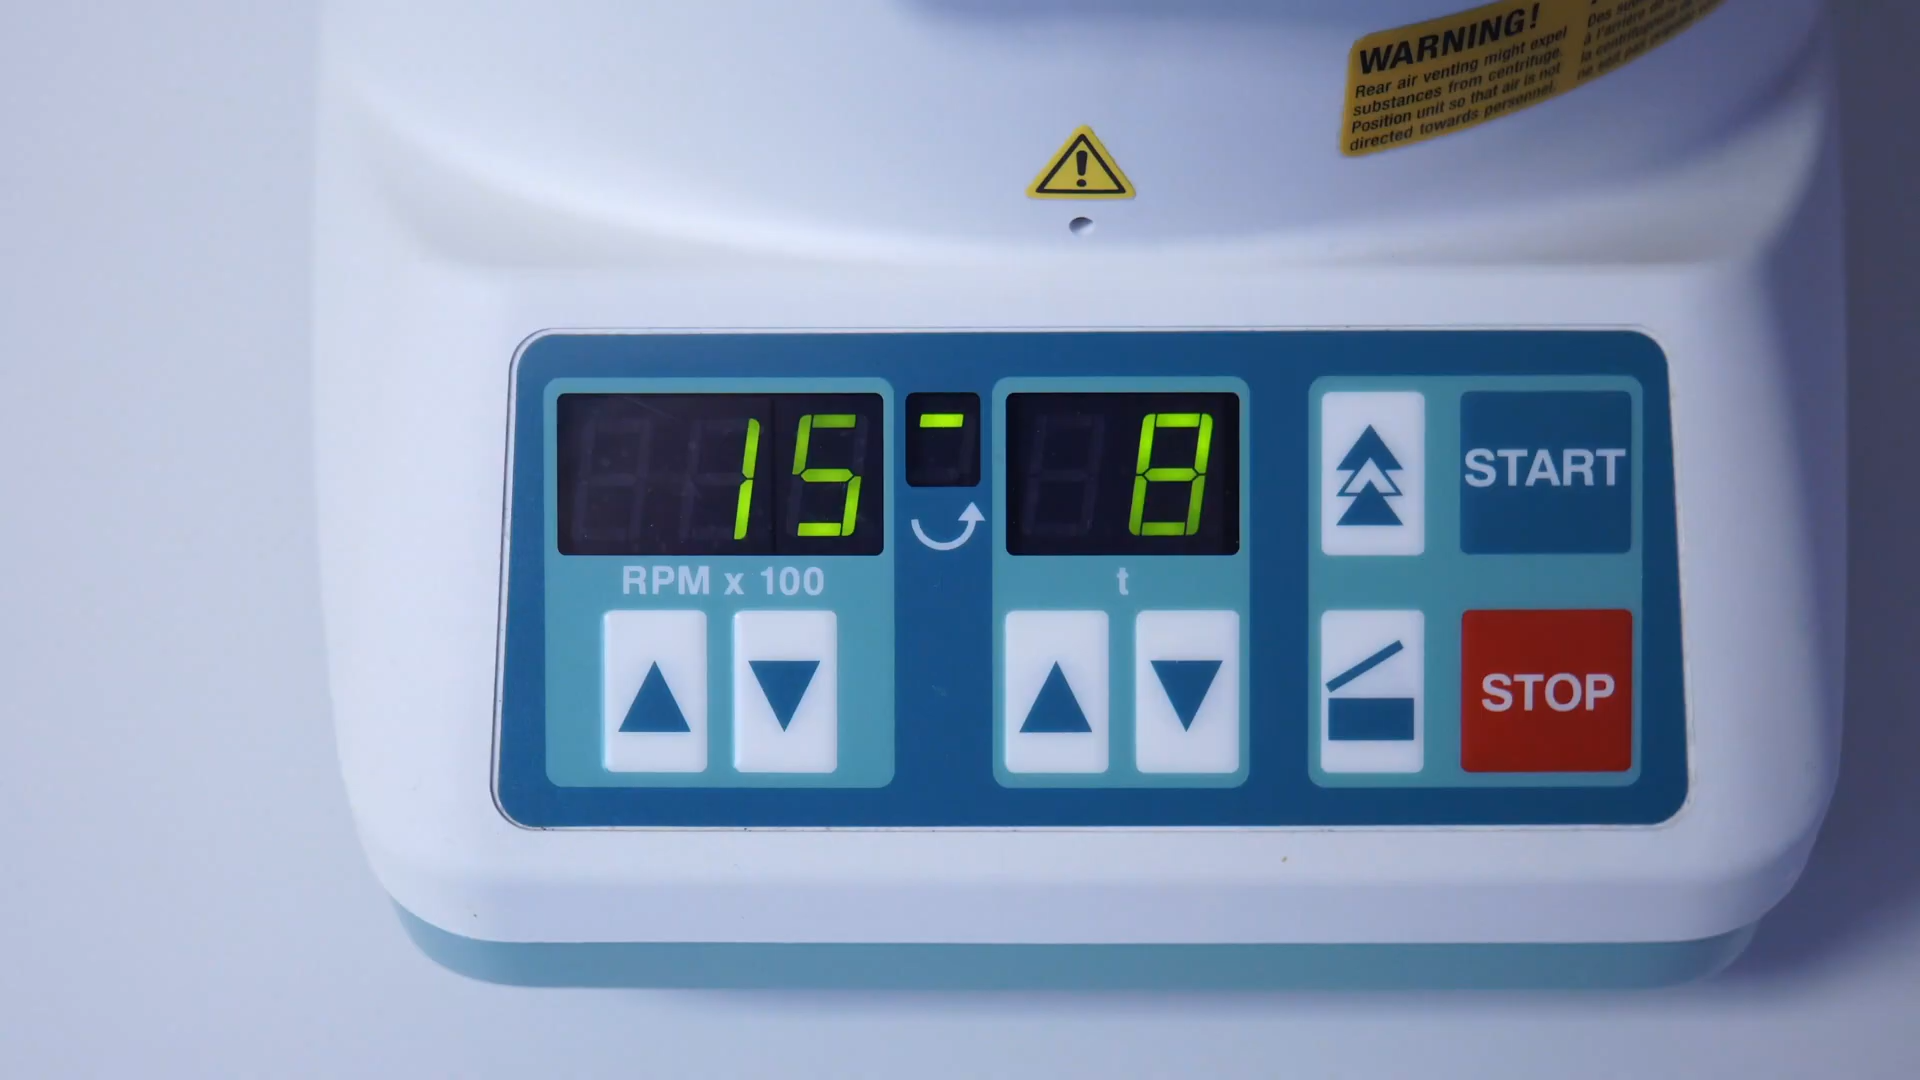 WARNING!
Rear air venting might expel
substances from centrifuge.
Position unit so that air is not
directed towards personnel.
15
8
RPM x 100
t
START
STOP